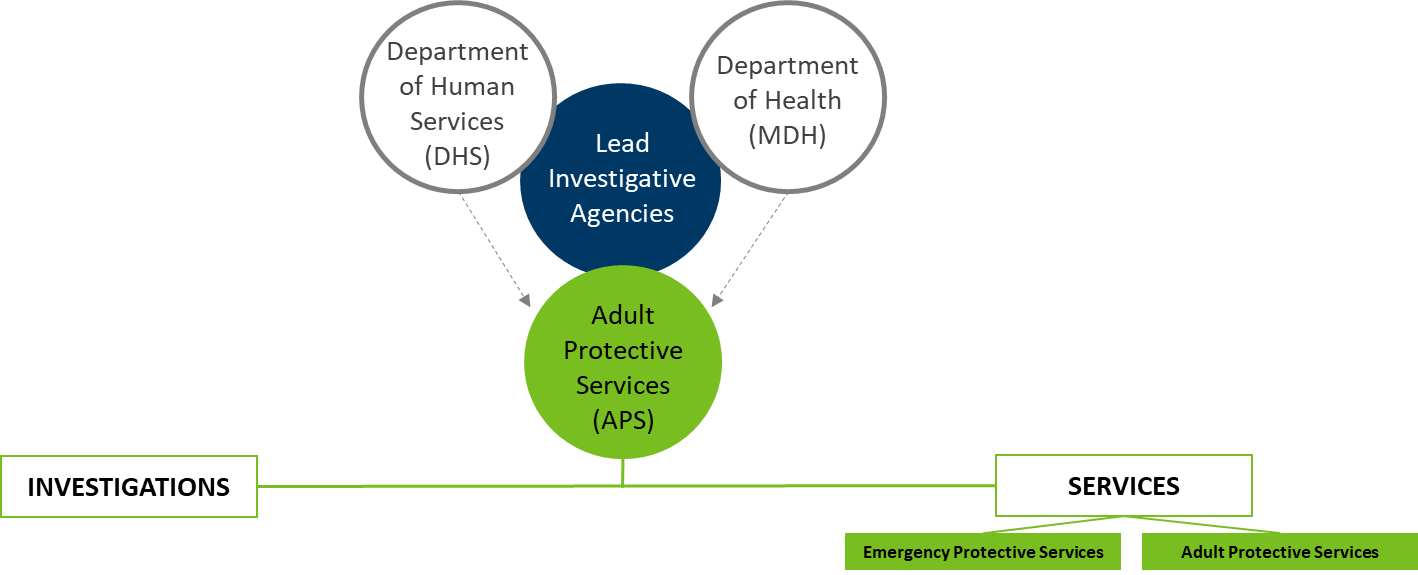 Department
of Human
Services
(DHS)
Department
of Health
(MDH)
Lead
Investigative
Agencies
Adult
Protective
Services
(APS)
INVESTIGATIONS
SERVICES
Emergency Protective Services
Adult Protective Services